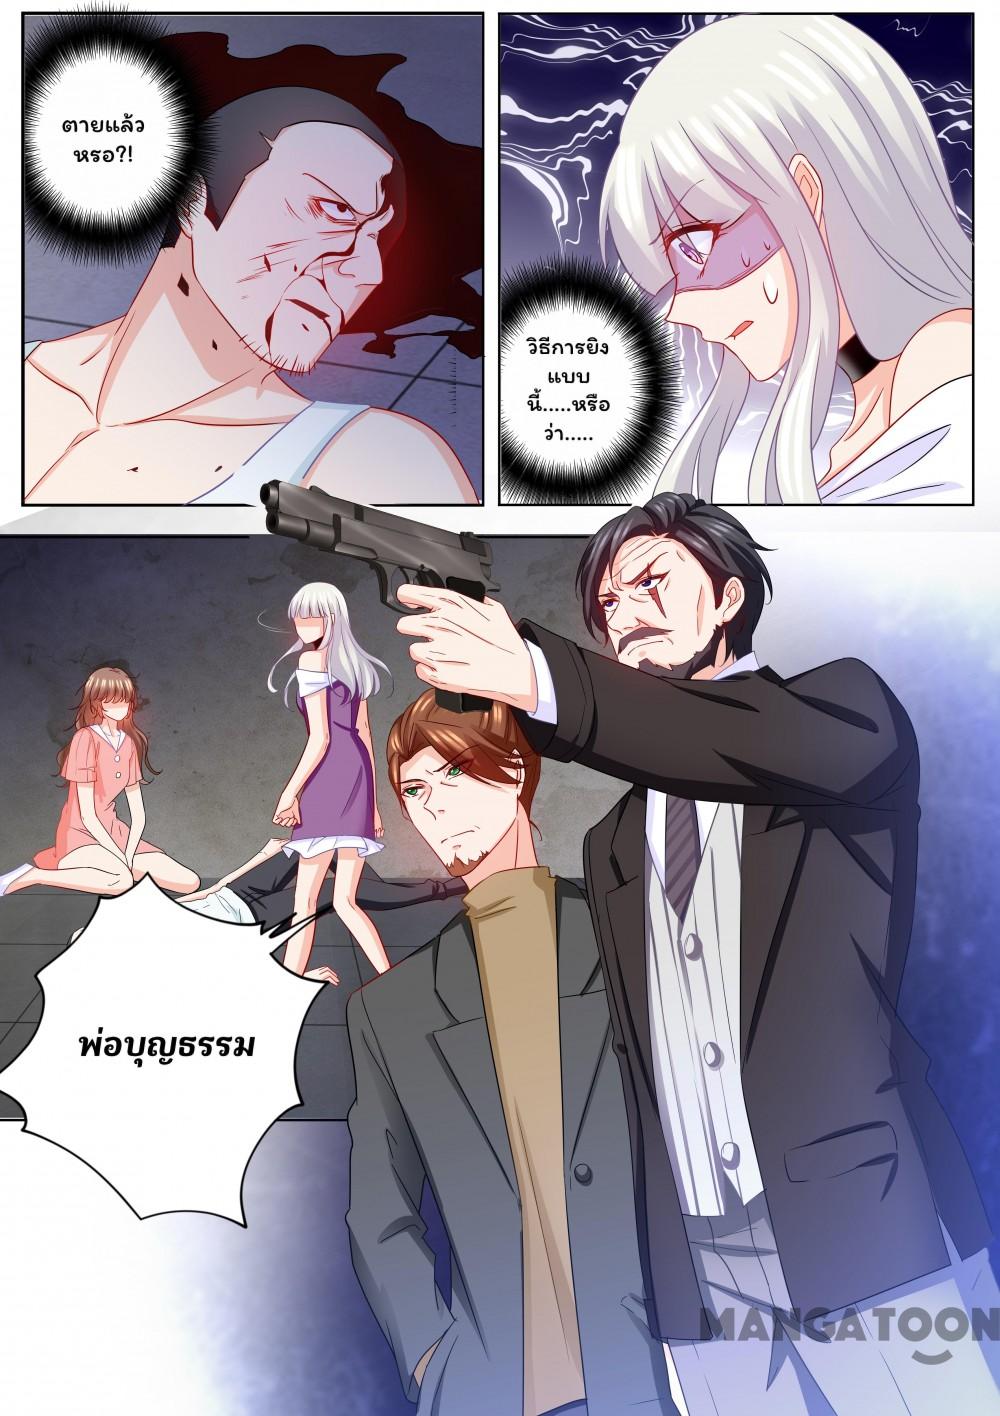 ตายแล้ว
หรอ?!
วิธีการยิง
แบบ
นี้.....หรือ
ว่า.....
พ่อบุญธรรม
MANGATOON